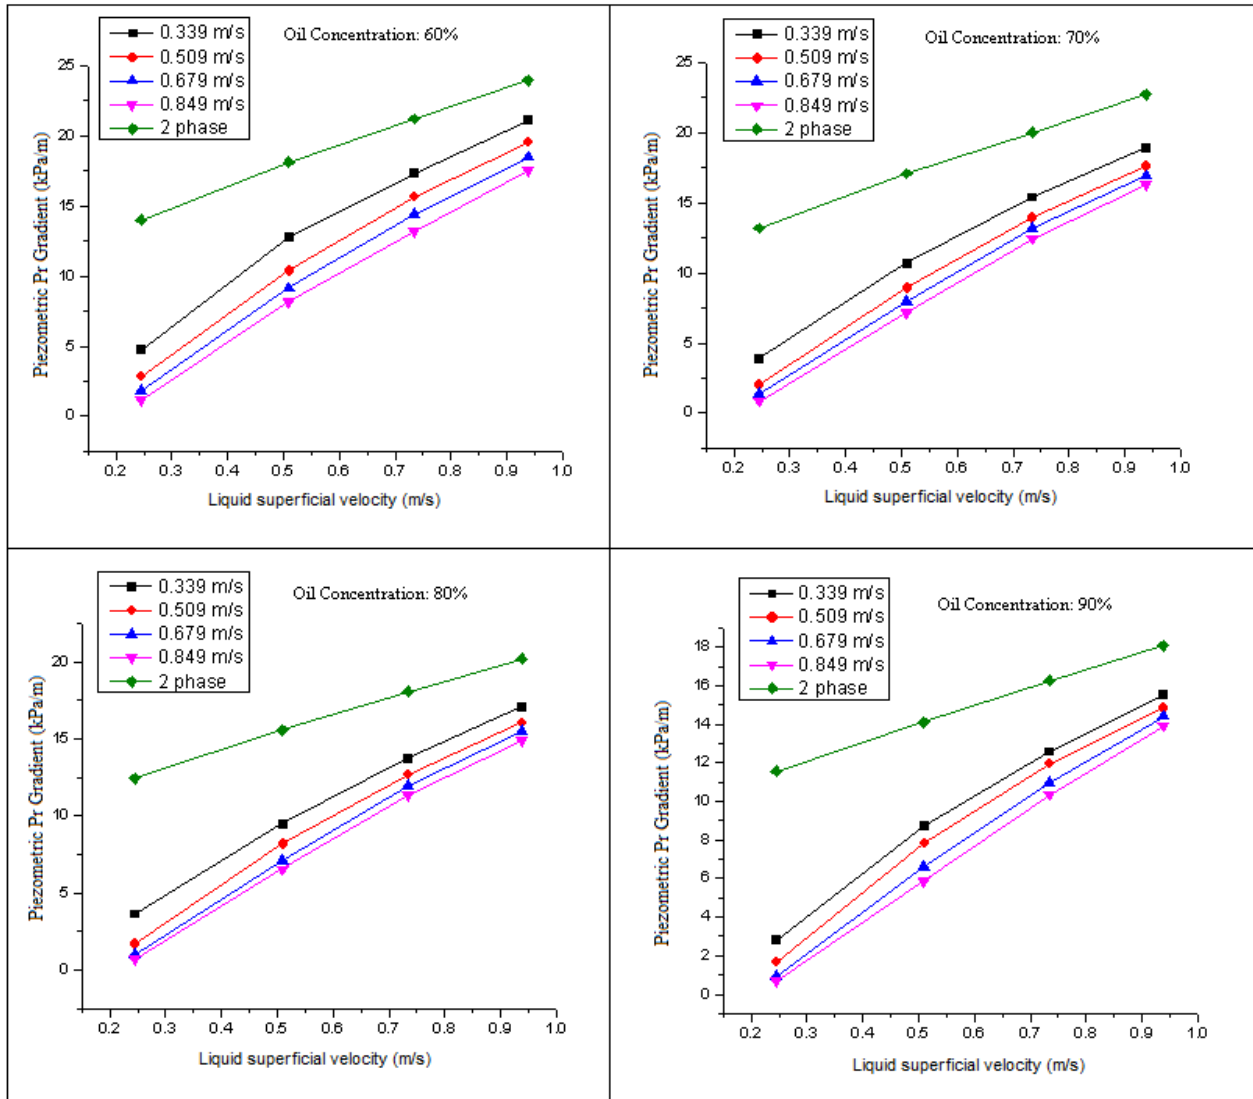 0.339 m/s
0.509 m/s
0.679 m/s
0.849 m/s
2 phase
Oil Concentration: 60%
Piezometric Pr Gradient (kPa/m)
25
20
15
10
5
0
0.2 0.3 0.4 0.5 0.6 0.7 0.8 0.9 1.0
Liquid superficial velocity (m/s)
0.339 m/s
0.509 m/s
0.679 m/s
0.849 m/s
2 phase
Oil Concentration: 70%
Piezometric Pr Gradient (kPa/m)
25
20
15
10
5
0
0.2 0.3 0.4 0.5 0.6 0.7 0.8 0.9 1.0
Liquid superficial velocity (m/s)
0.339 m/s
0.509 m/s
0.679 m/s
0.849 m/s
2 phase
Oil Concentration: 80%
Piezometric Pr Gradient (kPa/m)
20
15
10
5
0
0.2 0.3 0.4 0.5 0.6 0.7 0.8 0.9 1.0
Liquid superficial velocity (m/s)
0.339 m/s
0.509 m/s
0.679 m/s
0.849 m/s
2 phase
Oil Concentration: 90%
Piezometric Pr Gradient (kPa/m)
18
16
14
12
10
8
6
4
2
0
0.2 0.3 0.4 0.5 0.6 0.7 0.8 0.9 1.0
Liquid superficial velocity (m/s)